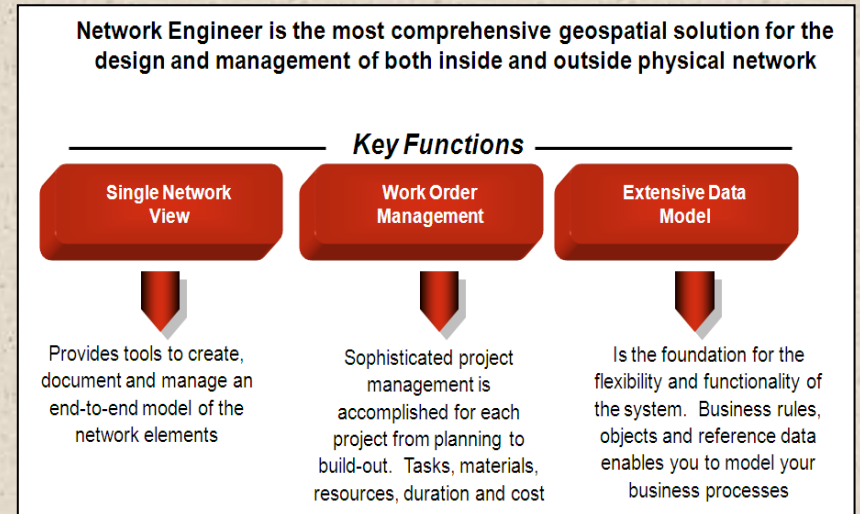 Network Engineer is the most comprehensive geospatial solution for the
design and management of both inside and outside physical network
Key Functions
Single Network
View
Work Order
Management
Extensive Data
Model
Provides tools to create,
document and manage an
end-to-end model of the
network elements
Sophisticated project
management is
accomplished for each
project from planning to
build-out.  Tasks, materials,
resources, duration and cost
Is the foundation for the
flexibility and functionality of
the system.  Business rules,
objects and reference data
enables you to model your
business processes